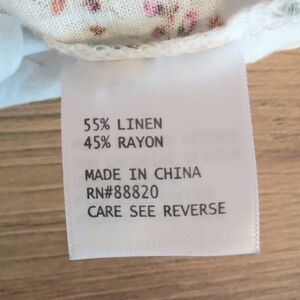 55% LINEN
45% RAYON
MADE IN CHINA
RN#88820
CARE SEE REVERSE